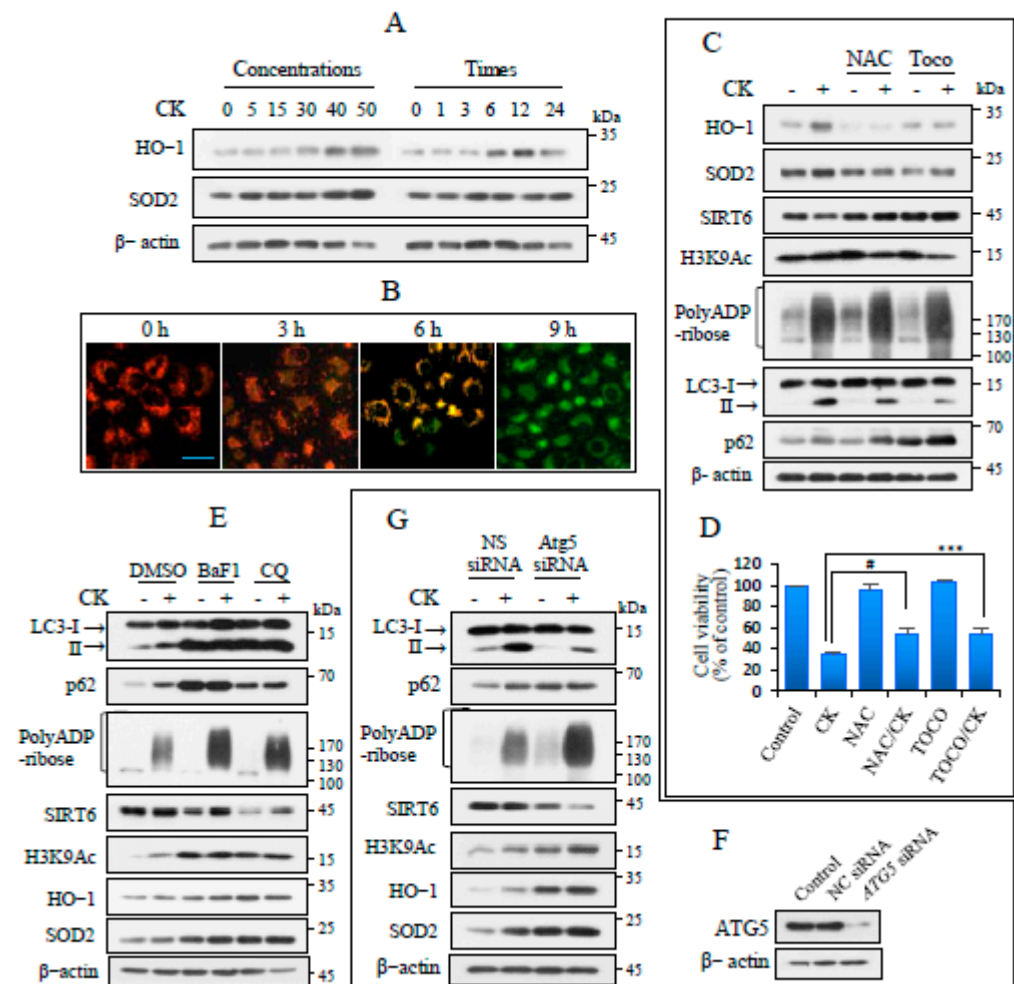 A
Concentrations Times
CK 0 5 15 30 40 50 0 1 3 6 12 24 kDa
HO-1 35
SOD2 25
β- actin 45
B
0 h 3 h 6 h 9 h
C
NAC Toco
CK - + - + - + kDa
HO-1 35
SOD2 25
SIRT6 45
H3K9Ac 15
PolyADP
-ribose
170
130
100
LC3-I→ 15
II→
p62 70
β- actin 45
D
Cell viability
(% of control)
120
100
80
60
40
20
0
# ***
Control CK NAC NAC/CK TOCO TOCO/CK
E
DMSO BaF1 CQ
CK - + - + - + kDa
LC3-I→ 15
II→
p62 70
PolyADP
-ribose
170
130
100
SIRT6 45
H3K9Ac 15
HO-1 35
SOD2 25
β-actin 45
G
NS
siRNA
Atg5
siRNA
CK - + - + kDa
LC3-I→ 15
II→
p62 70
PolyADP
-ribose
170
130
100
SIRT6 45
H3K9Ac 15
HO-1 35
SOD2 25
β-actin 45
F
Control NC siRNA ATG5 siRNA
ATG5
β- actin